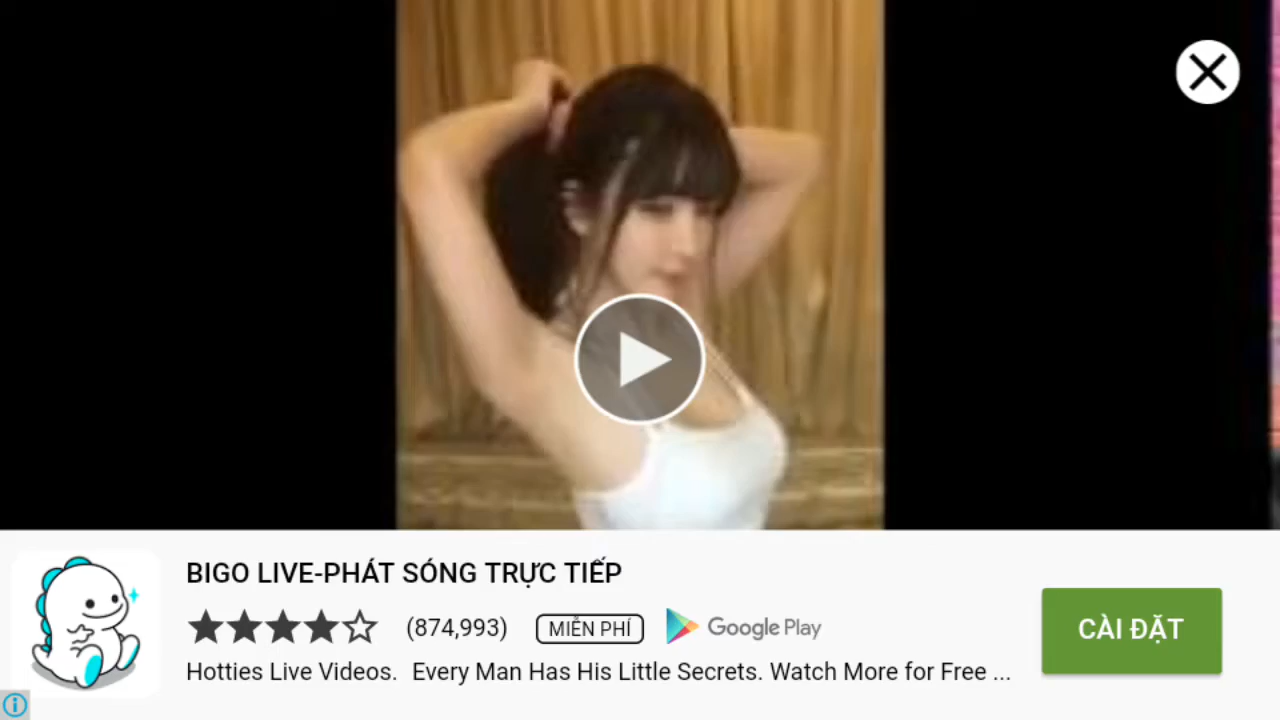 BIGO LIVE-PHÁT SÓNG TRỰC TIẾP
(874,993) MIỄN PHÍ Google Play
CÀI ĐẶT
Hotties Live Videos. Every Man Has His Little Secrets. Watch More for Free ...